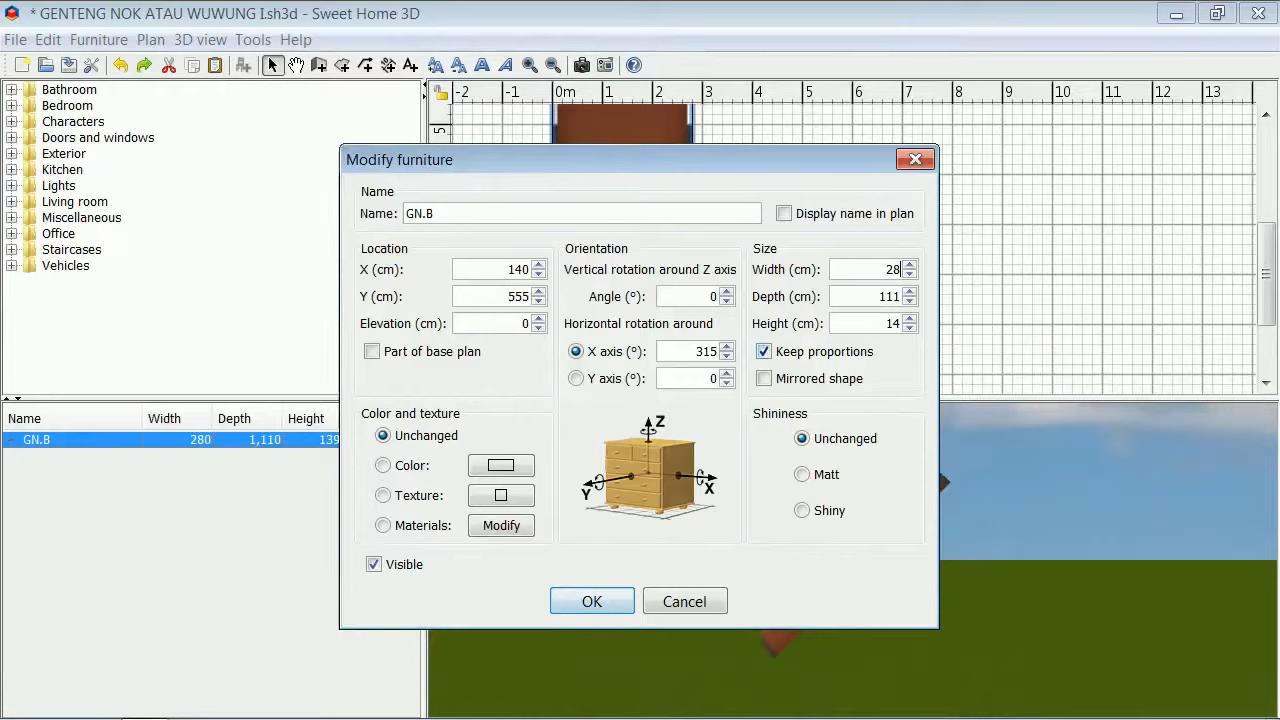 * GENTENG NOK ATAU WUWUNG I.sh3d - Sweet Home 3D
File Edit Furniture Plan 3D view Tools Help
Bathroom
Bedroom
Characters
Doors and windows
Exterior
Kitchen
Lights
Living room
Miscellaneous
Office
Staircases
Vehicles
-2 -1 0m 1 2 3 4 5 6 7 8 9 10 11 12 13
5
Name Width Depth Height
GN.B 280 1,110 139
Modify furniture
Name
Name: GN.B Display name in plan
Location
X (cm): 140
Y (cm): 555
Elevation (cm): 0
Part of base plan
Orientation
Vertical rotation around Z axis
Angle (º): 0
Horizontal rotation around
X axis (º): 315
Y axis (º): 0
Size
Width (cm): 28
Depth (cm): 111
Height (cm): 14
Keep proportions
Mirrored shape
Color and texture
Unchanged
Color:
Texture:
Materials: Modify
Z
Y
X
Shininess
Unchanged
Matt
Shiny
Visible
OK Cancel